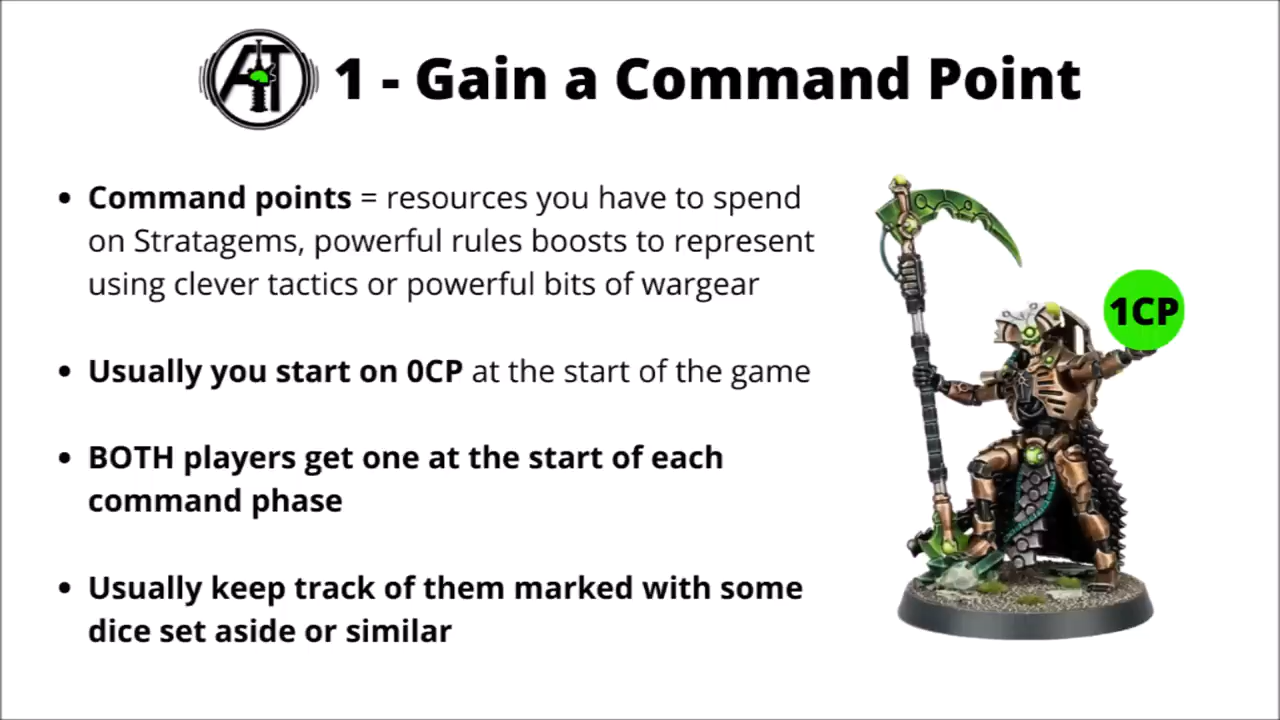 AT
1 - Gain a Command Point
• Command points = resources you have to spend
on Stratagems, powerful rules boosts to represent
using clever tactics or powerful bits of wargear
• Usually you start on 0CP at the start of the game
1CP
• BOTH players get one at the start of each
command phase
• Usually keep track of them marked with some
dice set aside or similar